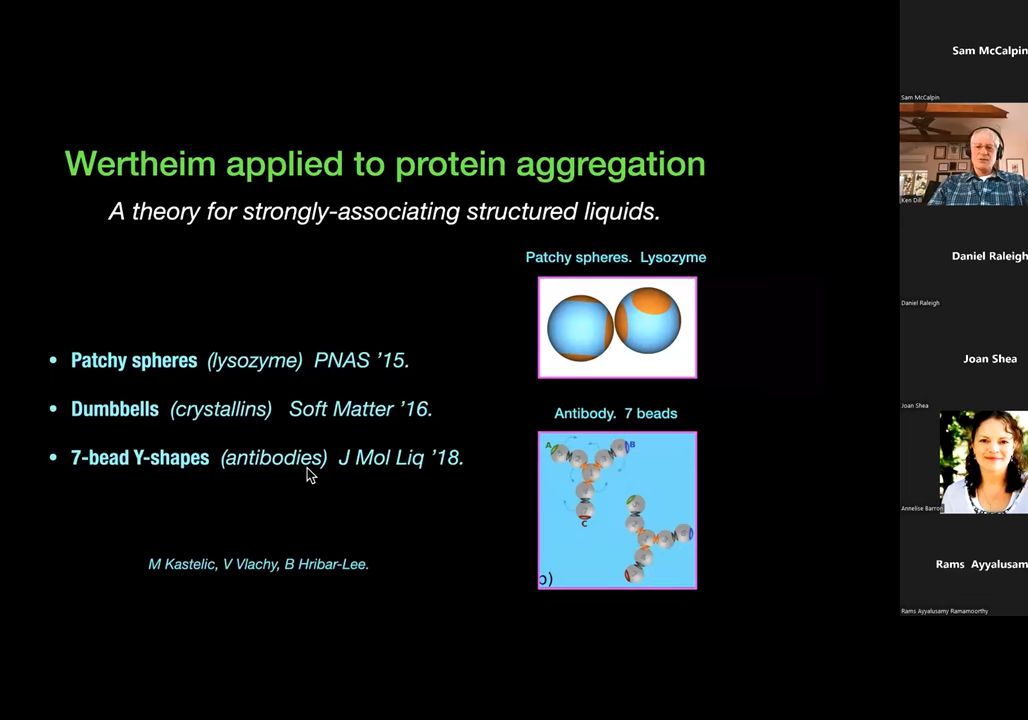 Wertheim applied to protein aggregation
A theory for strongly-associating structured liquids.
Patchy spheres. Lysozyme
• Patchy spheres (lysozyme) PNAS ’15.
• Dumbbells (crystallins) Soft Matter ’16.
• 7-bead Y-shapes (antibodies) J Mol Liq ’18.
Antibody. 7 beads
A
B
C
b)
M Kastelic, V Vlachy, B Hribar-Lee.
Sam McCalpin
Sam McCalpin
Ken Dill
Daniel Raleigh
Daniel Raleigh
Joan Shea
Joan Shea
Annelise Barron
Rams Ayyalusam
Rams Ayyalusamy Ramamoorthy